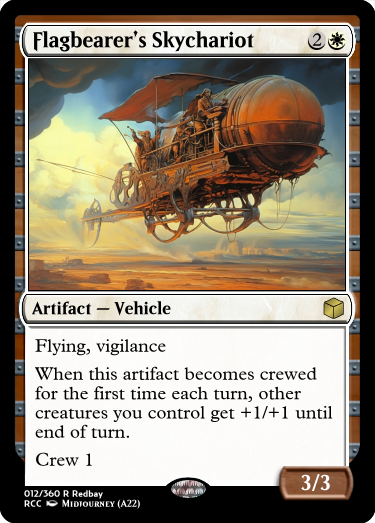 Flagbearer's Skychariot 2
Artifact — Vehicle
Flying, vigilance
When this artifact becomes crewed
for the first time each turn, other
creatures you control get +1/+1 until
end of turn.
Crew 1
3/3
012/360 R Redbay
RCC Midjourney (A22)